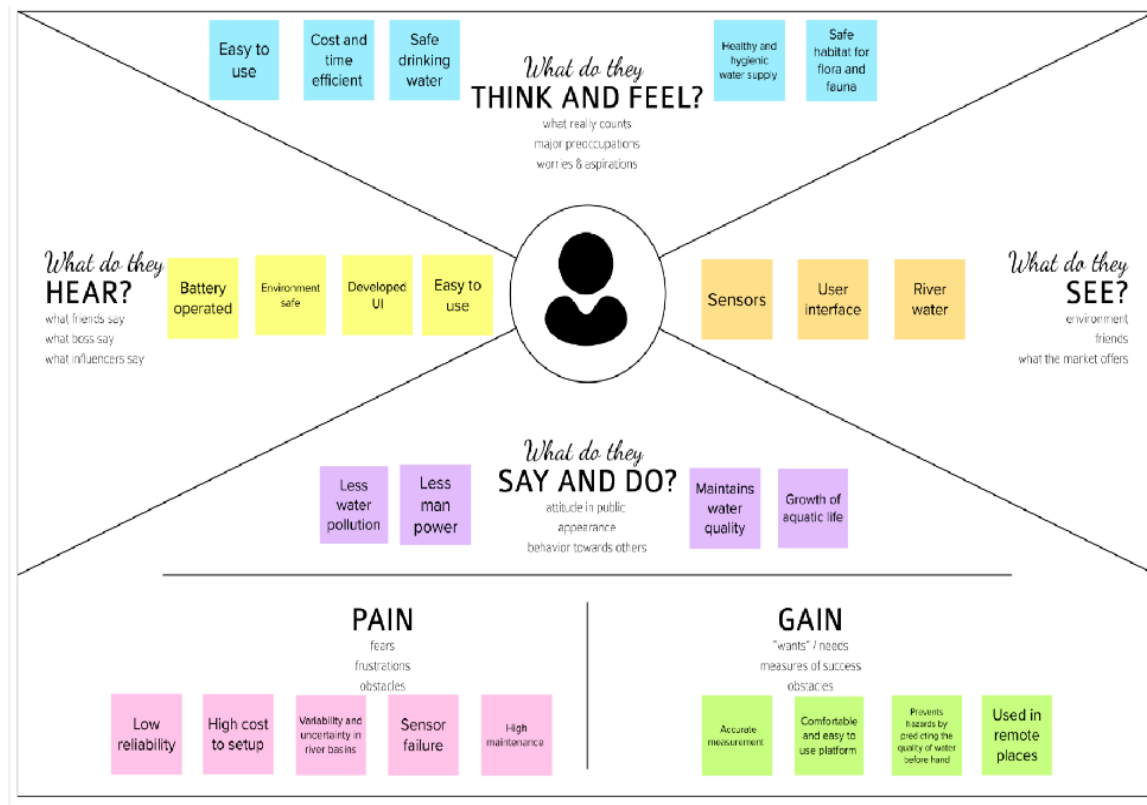 Easy to
use
Cost and
time
efficient
Safe
drinking
water
What do they
THINK AND FEEL?
what really counts
major preoccupations
worries & aspirations
Healthy and
hygienic
water supply
Safe
habitat for
flora and
fauna
What do they
HEAR?
what friends say
what boss say
what influencers say
Battery
operated
Environment
safe
Developed
UI
Easy to
use
Sensors
User
interface
River
water
What do they
SEE?
environment
friends
what the market offers
Less
water
pollution
Less
man
power
What do they
SAY AND DO?
attitude in public
appearance
behavior towards others
Maintains
water
quality
Growth of
aquatic life
PAIN
fears
frustrations
obstacles
Low
reliability
High cost
to setup
Variability and
uncertainty in
river basins
Sensor
failure
High
maintenance
GAIN
"wants" / needs
measures of success
obstacles
Accurate
measurement
Comfortable
and easy to
use platform
Prevents
hazards by
predicting the
quality of water
before hand
Used in
remote
places